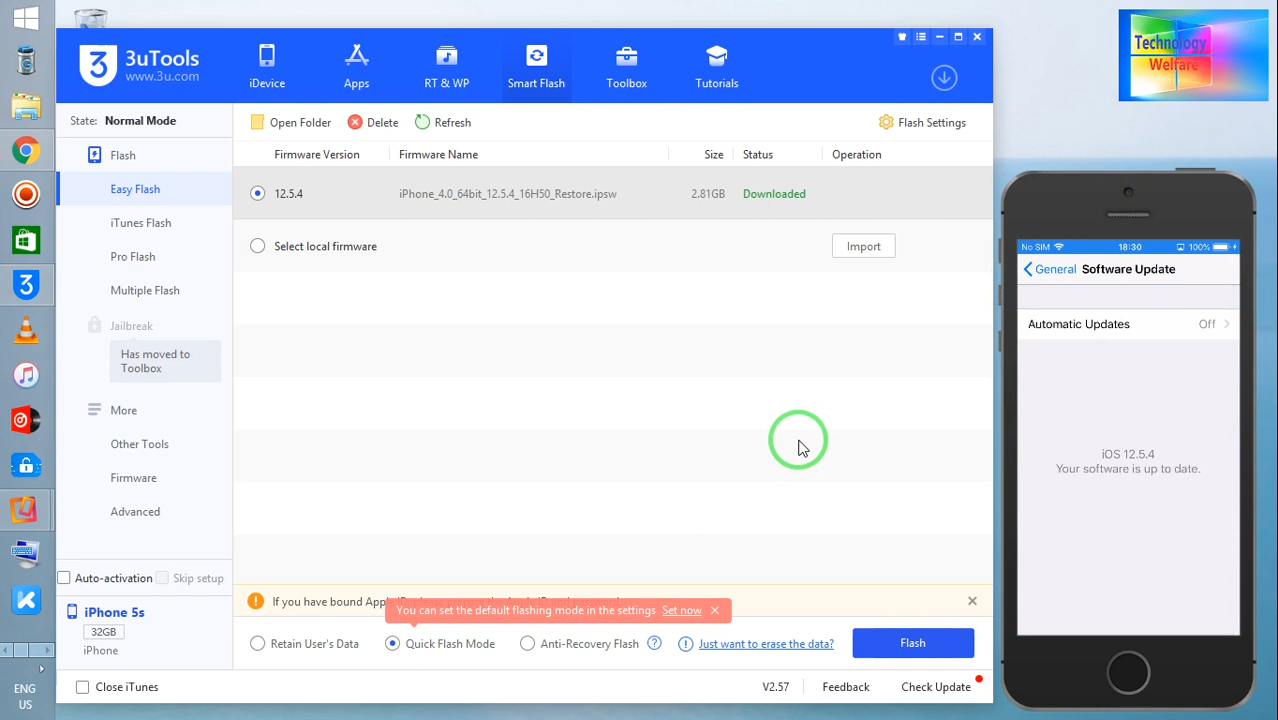 3uTools
www.3u.com
iDevice
Apps
RT & WP
Smart Flash
Toolbox
Tutorials
Technology
Welfare
State: Normal Mode
Open Folder
Delete
Refresh
Flash Settings
Flash
Easy Flash
iTunes Flash
Pro Flash
Multiple Flash
Jailbreak
Has moved to
Toolbox
More
Other Tools
Firmware
Advanced
Firmware Version
Firmware Name
Size
Status
Operation
12.5.4
iPhone_4.0_64bit_12.5.4_16H50_Restore.ipsw
2.81GB
Downloaded
Select local firmware
Import
No SIM
18:30
100%
General
Software Update
Automatic Updates
Off
iOS 12.5.4
Your software is up to date.
Auto-activation
Skip setup
If you have bound
You can set the default flashing mode in the settings Set now
iPhone 5s
32GB
iPhone
Retain User's Data
Quick Flash Mode
Anti-Recovery Flash
Just want to erase the data?
Flash
Close iTunes
V2.57
Feedback
Check Update
ENG
US